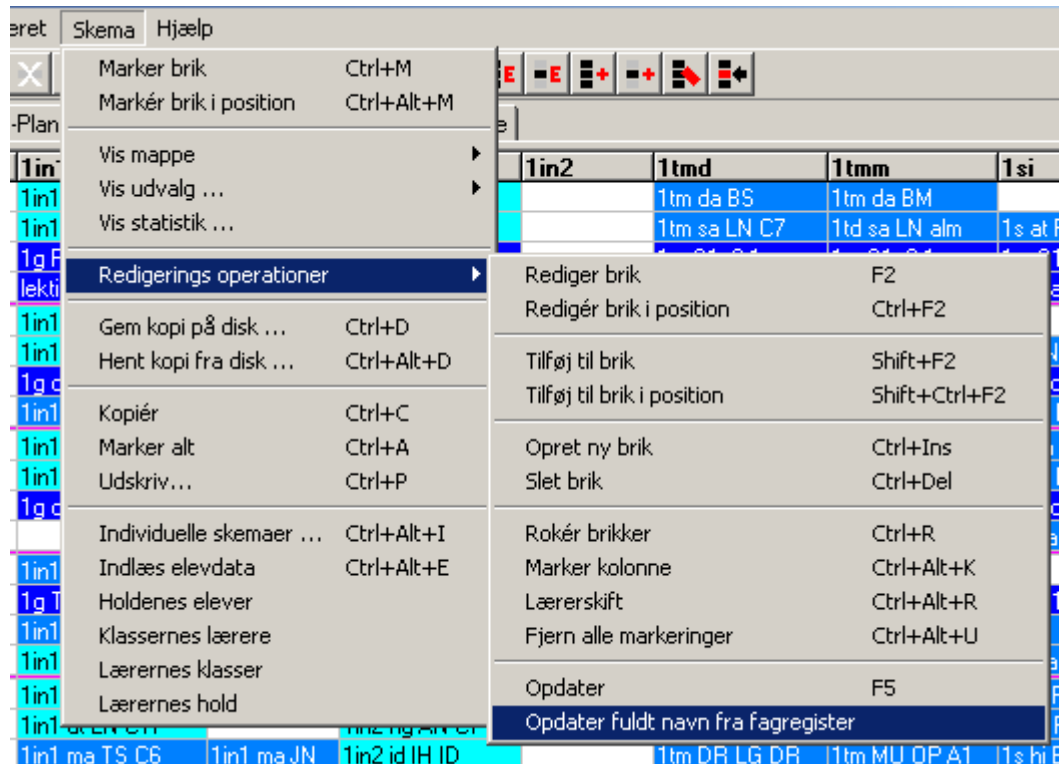 Skema Hjælp
Marker brik Ctrl+M
Markér brik i position Ctrl+Alt+M
Vis mappe
Vis udvalg ...
Vis statistik ...
Redigerings operationer
Gem kopi på disk ... Ctrl+D
Hent kopi fra disk ... Ctrl+Alt+D
Kopiér Ctrl+C
Marker alt Ctrl+A
Udskriv... Ctrl+P
Individuelle skemaer ... Ctrl+Alt+I
Indlæs elevdata Ctrl+Alt+E
Holdenes elever
Klassernes lærere
Lærernes klasser
Lærernes hold
1in2 1tmd 1tmm 1si
1tm da BS 1tm da BM
1tm sa LN C7 1td sa LN alm
Rediger brik F2
Redigér brik i position Ctrl+F2
Tilføj til brik Shift+F2
Tilføj til brik i position Shift+Ctrl+F2
Opret ny brik Ctrl+Ins
Slet brik Ctrl+Del
Rokér brikker Ctrl+R
Marker kolonne Ctrl+Alt+K
Lærerskift Ctrl+Alt+R
Fjern alle markeringer Ctrl+Alt+U
Opdater F5
Opdater fuldt navn fra fagregister
1in1 ma TS C6 1in1 ma JN 1in2 id IH ID 1tm DR LG DR 1tm MU OP A1